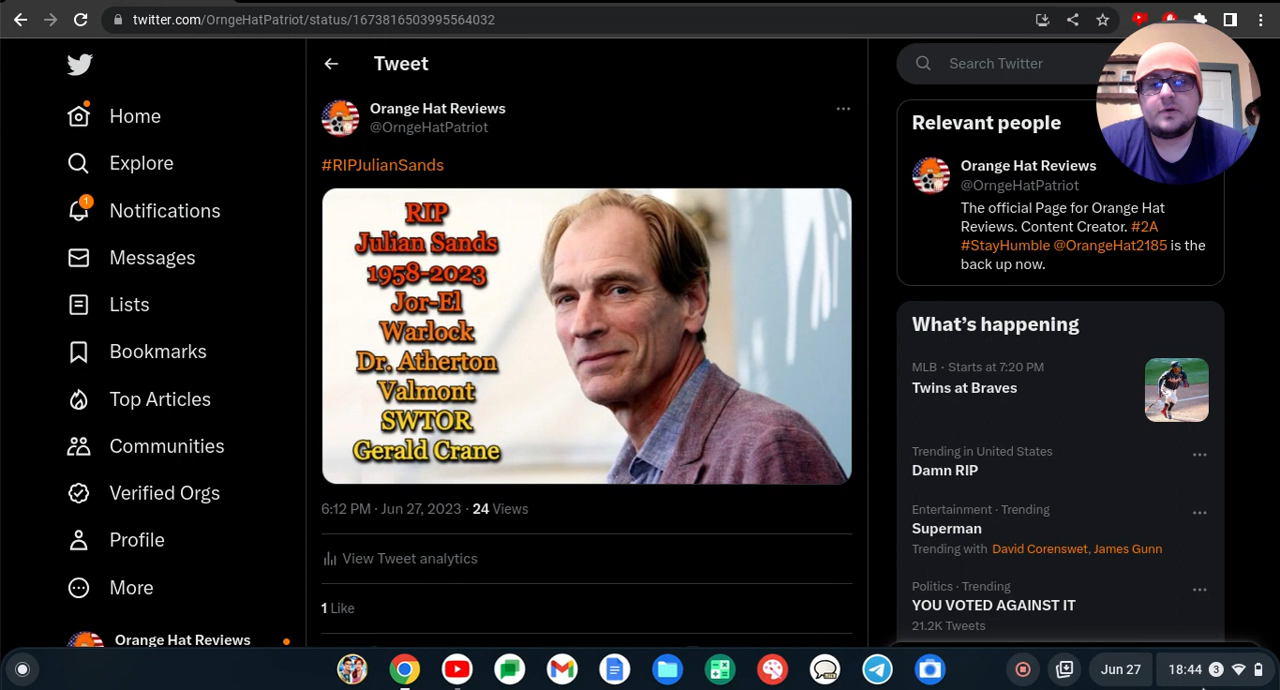 twitter.com/OrngeHatPatriot/status/1673816503995564032
Home
Explore
Notifications
1
Messages
Lists
Bookmarks
Top Articles
Communities
Verified Orgs
Profile
More
Orange Hat Reviews
Tweet
Orange Hat Reviews
@OrngeHatPatriot
#RIPJulianSands
RIP
Julian Sands
1958-2023
Jor-El
Warlock
Dr. Atherton
Valmont
SWTOR
Gerald Crane
6:12 PM · Jun 27, 2023 · 24 Views
View Tweet analytics
1 Like
Search Twitter
Relevant people
Orange Hat Reviews
@OrngeHatPatriot
The official Page for Orange Hat
Reviews. Content Creator. #2A
#StayHumble @OrangeHat2185 is the
back up now.
What's happening
MLB · Starts at 7:20 PM
Twins at Braves
Trending in United States
Damn RIP
Entertainment · Trending
Superman
Trending with David Corenswet, James Gunn
Politics · Trending
YOU VOTED AGAINST IT
21.2K Tweets
Jun 27
18:44 3